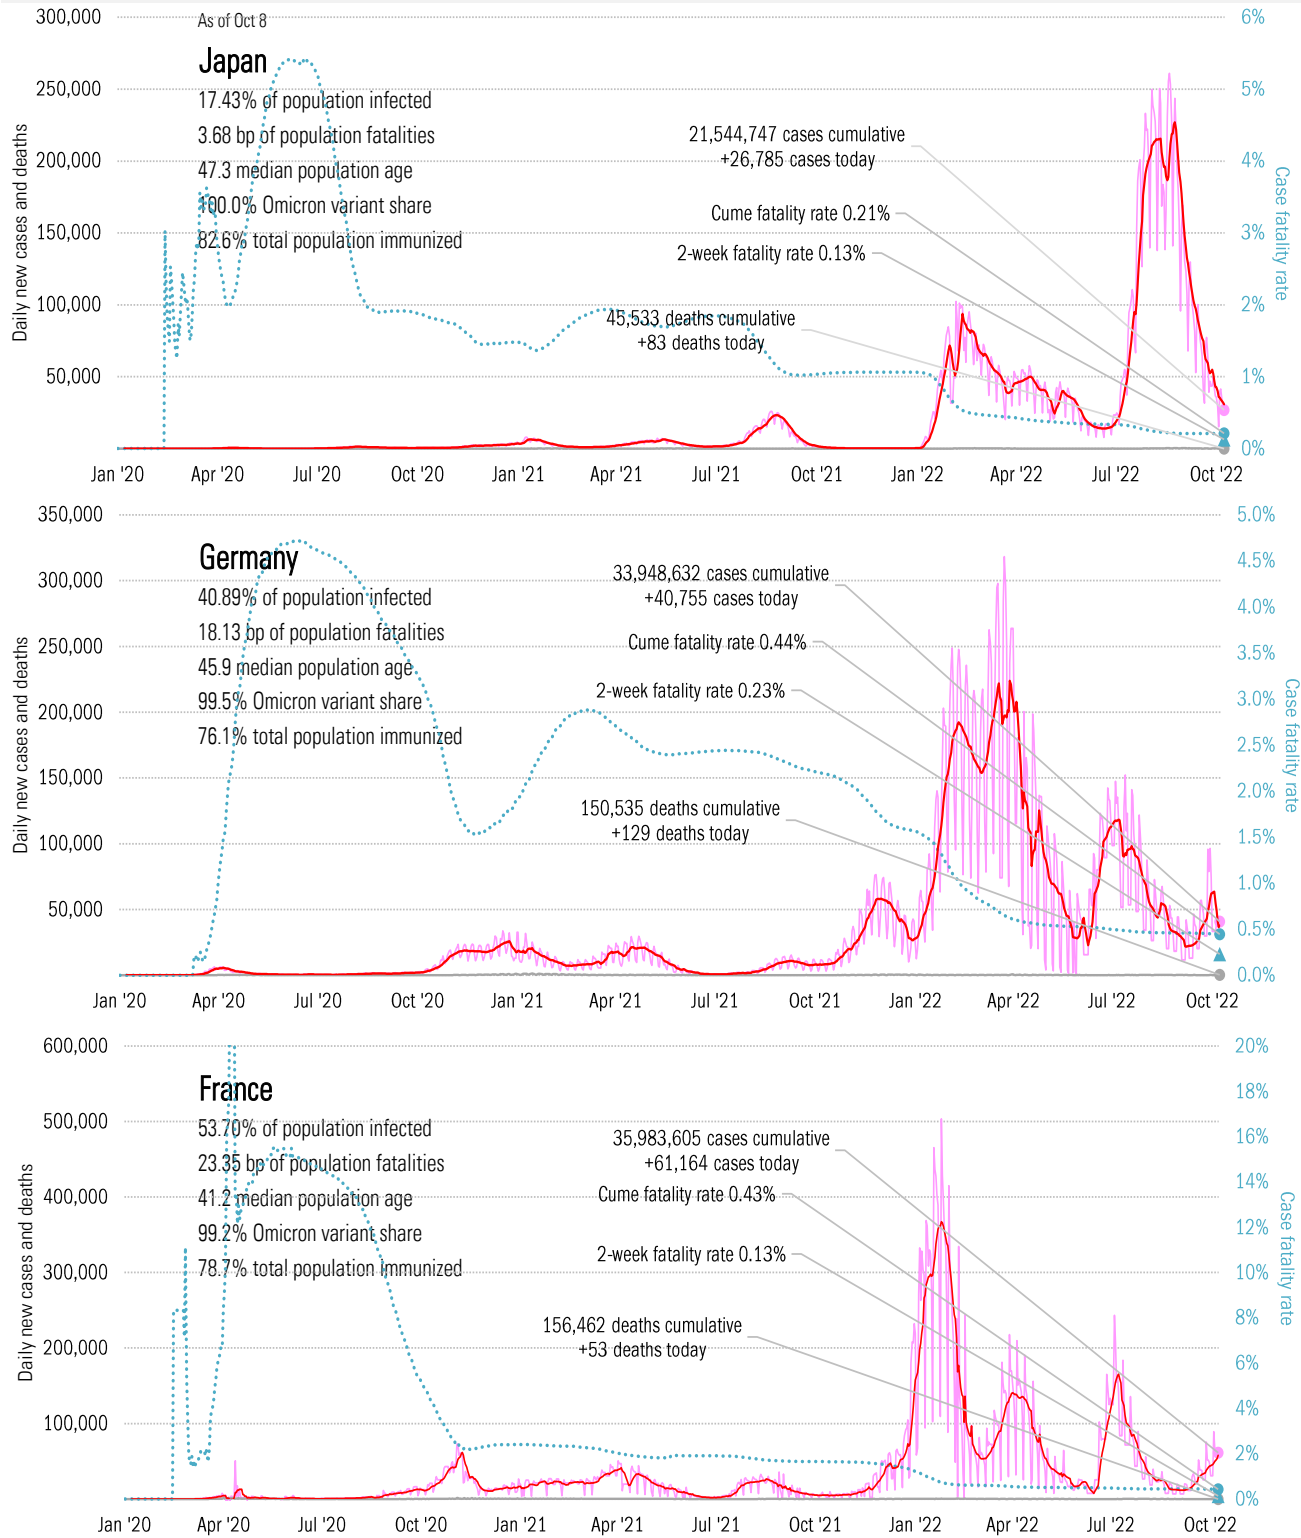 As of Oct 8
Japan
17.43% of population infected
3.68 bp of population fatalities
47.3 median population age
100.0% Omicron variant share
82.6% total population immunized
21,544,747 cases cumulative
+26,785 cases today
Cume fatality rate 0.21%
2-week fatality rate 0.13%
45,533 deaths cumulative
+83 deaths today
Daily new cases and deaths
300,000
250,000
200,000
150,000
100,000
50,000
6%
5%
4%
3%
2%
1%
0%
Case fatality rate
Jan '20 Apr '20 Jul '20 Oct '20 Jan '21 Apr '21 Jul '21 Oct '21 Jan '22 Apr '22 Jul '22 Oct '22
Germany
40.89% of population infected
18.13 bp of population fatalities
45.9 median population age
99.5% Omicron variant share
76.1% total population immunized
33,948,632 cases cumulative
+40,755 cases today
Cume fatality rate 0.44%
2-week fatality rate 0.23%
150,535 deaths cumulative
+129 deaths today
Daily new cases and deaths
350,000
300,000
250,000
200,000
150,000
100,000
50,000
5.0%
4.5%
4.0%
3.5%
3.0%
2.5%
2.0%
1.5%
1.0%
0.5%
0.0%
Case fatality rate
Jan '20 Apr '20 Jul '20 Oct '20 Jan '21 Apr '21 Jul '21 Oct '21 Jan '22 Apr '22 Jul '22 Oct '22
France
53.70% of population infected
23.35 bp of population fatalities
41.2 median population age
99.2% Omicron variant share
78.7% total population immunized
35,983,605 cases cumulative
+61,164 cases today
Cume fatality rate 0.43%
2-week fatality rate 0.13%
156,462 deaths cumulative
+53 deaths today
Daily new cases and deaths
600,000
500,000
400,000
300,000
200,000
100,000
20%
18%
16%
14%
12%
10%
8%
6%
4%
2%
0%
Case fatality rate
Jan '20 Apr '20 Jul '20 Oct '20 Jan '21 Apr '21 Jul '21 Oct '21 Jan '22 Apr '22 Jul '22 Oct '22